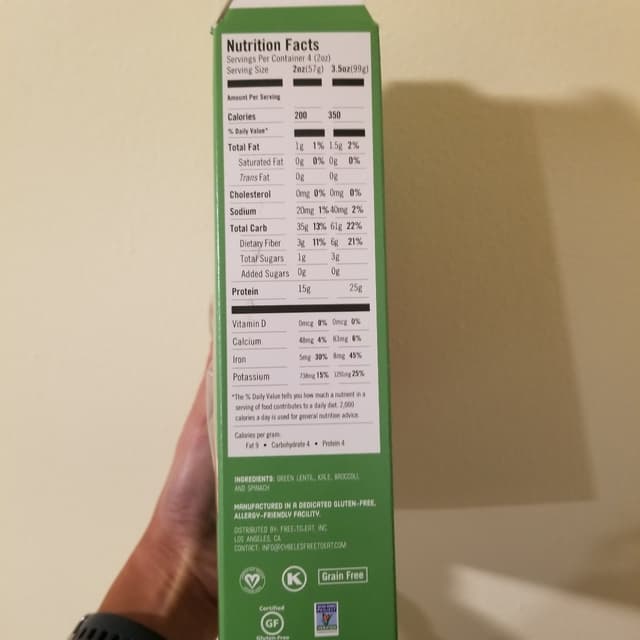 Nutrition Facts
Servings Per Container 4 (2oz)
Serving Size 2oz(57g) 3.5oz(99g)
Amount Per Serving
Calories 200 350
% Daily Value*
Total Fat 1g 1% 1.5g 2%
Saturated Fat 0g 0% 0g 0%
Trans Fat 0g 0g
Cholesterol 0mg 0% 0mg 0%
Sodium 20mg 1% 40mg 2%
Total Carb 35g 13% 61g 22%
Dietary Fiber 3g 11% 6g 21%
Total Sugars 1g 3g
Added Sugars 0g 0g
Protein 15g 25g
Vitamin D 0mcg 0% 0mcg 0%
Calcium 48mg 4% 83mg 6%
Iron 5mg 30% 8mg 45%
Potassium 15% 25%
*The % Daily Value tells you how much a nutrient in a
serving of food contributes to a daily diet. 2,000
calories a day is used for general nutrition advice.
Calories per gram:
Fat 9 • Carbohydrate 4 • Protein 4
INGREDIENTS: GREEN LENTIL, KALE, BROCCOLI
AND SPINACH
MANUFACTURED IN A DEDICATED GLUTEN-FREE,
ALLERGY-FRIENDLY FACILITY
DISTRIBUTED BY: FREE.TO.EAT, INC
LOS ANGELES, CA
CONTACT: INFO@CYBELESFREETOEAT.COM
V
K
Grain Free
Certified
GF
Gluten-Free